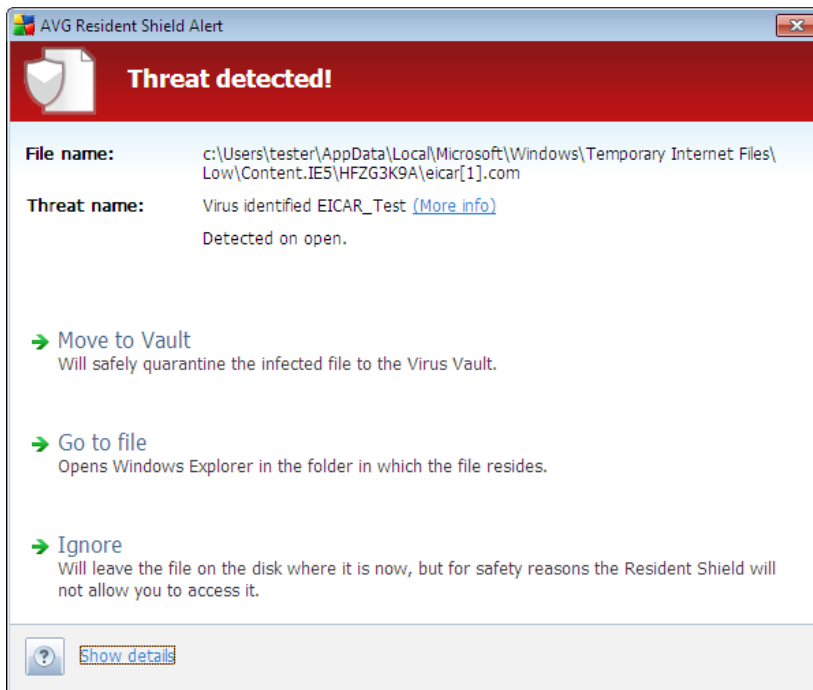 AVG Resident Shield Alert
Threat detected!
File name: c:\Users\tester\AppData\Local\Microsoft\Windows\Temporary Internet Files\
Low\Content.IE5\HFZG3K9A\eicar[1].com
Threat name: Virus identified EICAR_Test (More info)
Detected on open.
Move to Vault
Will safely quarantine the infected file to the Virus Vault.
Go to file
Opens Windows Explorer in the folder in which the file resides.
Ignore
Will leave the file on the disk where it is now, but for safety reasons the Resident Shield will
not allow you to access it.
? Show details